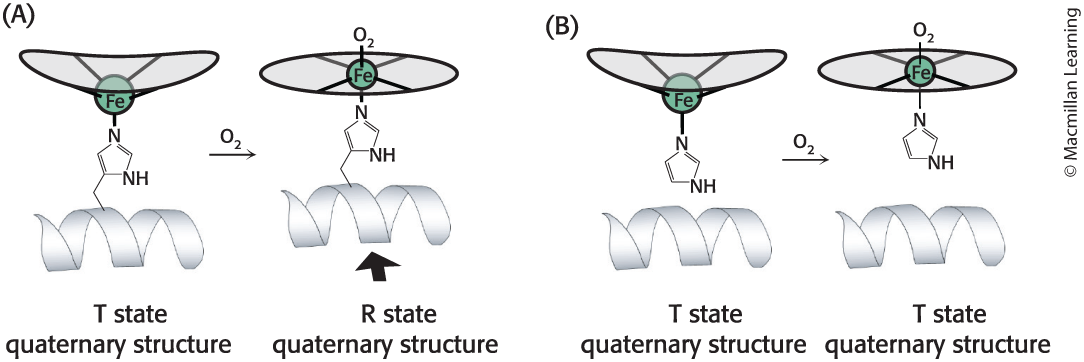 (A)
Fe
N
NH
O₂
O₂
Fe
N
NH
T state
quaternary structure
R state
quaternary structure
(B)
Fe
N
NH
O₂
O₂
Fe
N
NH
T state
quaternary structure
T state
quaternary structure
© Macmillan Learning